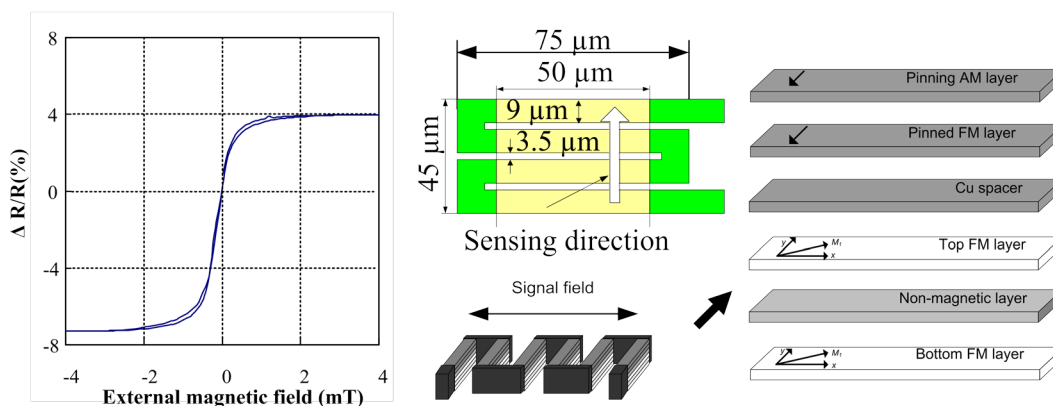 8
4
0
-4
-8
-4
-2
0
2
4
Δ R/R(%)
External magnetic field (mT)
75 µm
50 µm
9 µm
3.5 µm
45 µm
Sensing direction
Signal field
Pinning AM layer
Pinned FM layer
Cu spacer
Top FM layer
y
M₁
x
Non-magnetic layer
Bottom FM layer
y
M₁
x